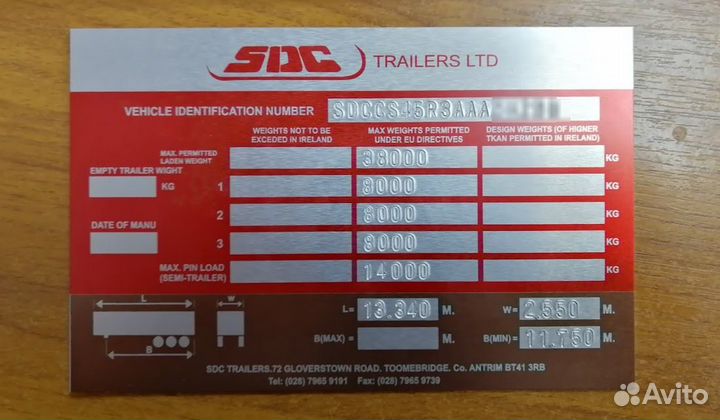 SDC TRAILERS LTD
VEHICLE IDENTIFICATION NUMBER SDCCS45R3AAA
WEIGHTS NOT TO BE EXCEEDED IN IRELAND
MAX WEIGHTS PERMITTED UNDER EU DIRECTIVES
DESIGN WEIGHTS (OF HIGNER TKAN PERMITTED IN IRELAND)
MAX. PERMITTED LADEN WEIGHT 38000 KG
EMPTY TRAILER WIGHT
KG 1 8000 KG
2 8000 KG
DATE OF MANU
3 8000 KG
MAX. PIN LOAD (SEMI-TRAILER) 14000 KG
L W L= 13.340 M. W= 2.550 M.
B B(MAX) = M. B(MIN) = 11.750 M.
SDC TRAILERS.72 GLOVERSTOWN ROAD. TOOMEBRIDGE. Co. ANTRIM BT41 3RB
Tel: (028) 7965 9191 Fax: (028) 7965 9739
Avito